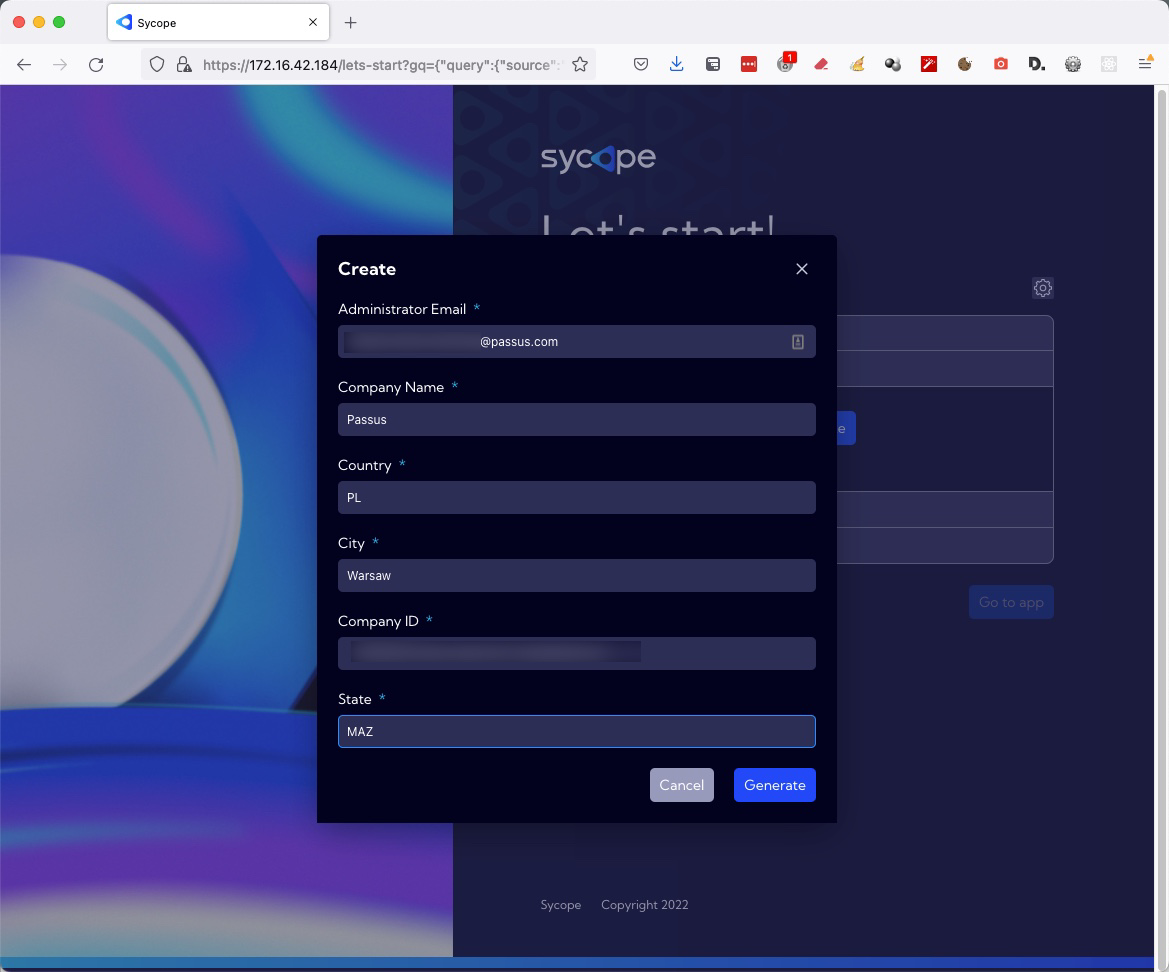 Sycope
https://172.16.42.184/lets-start?gq={"query":{"source":
1
D.
sycope
Let's start!
Create
Administrator Email *
@passus.com
Company Name *
Passus
Country *
PL
City *
Warsaw
Company ID *
State *
MAZ
Cancel Generate
e
Go to app
Sycope Copyright 2022